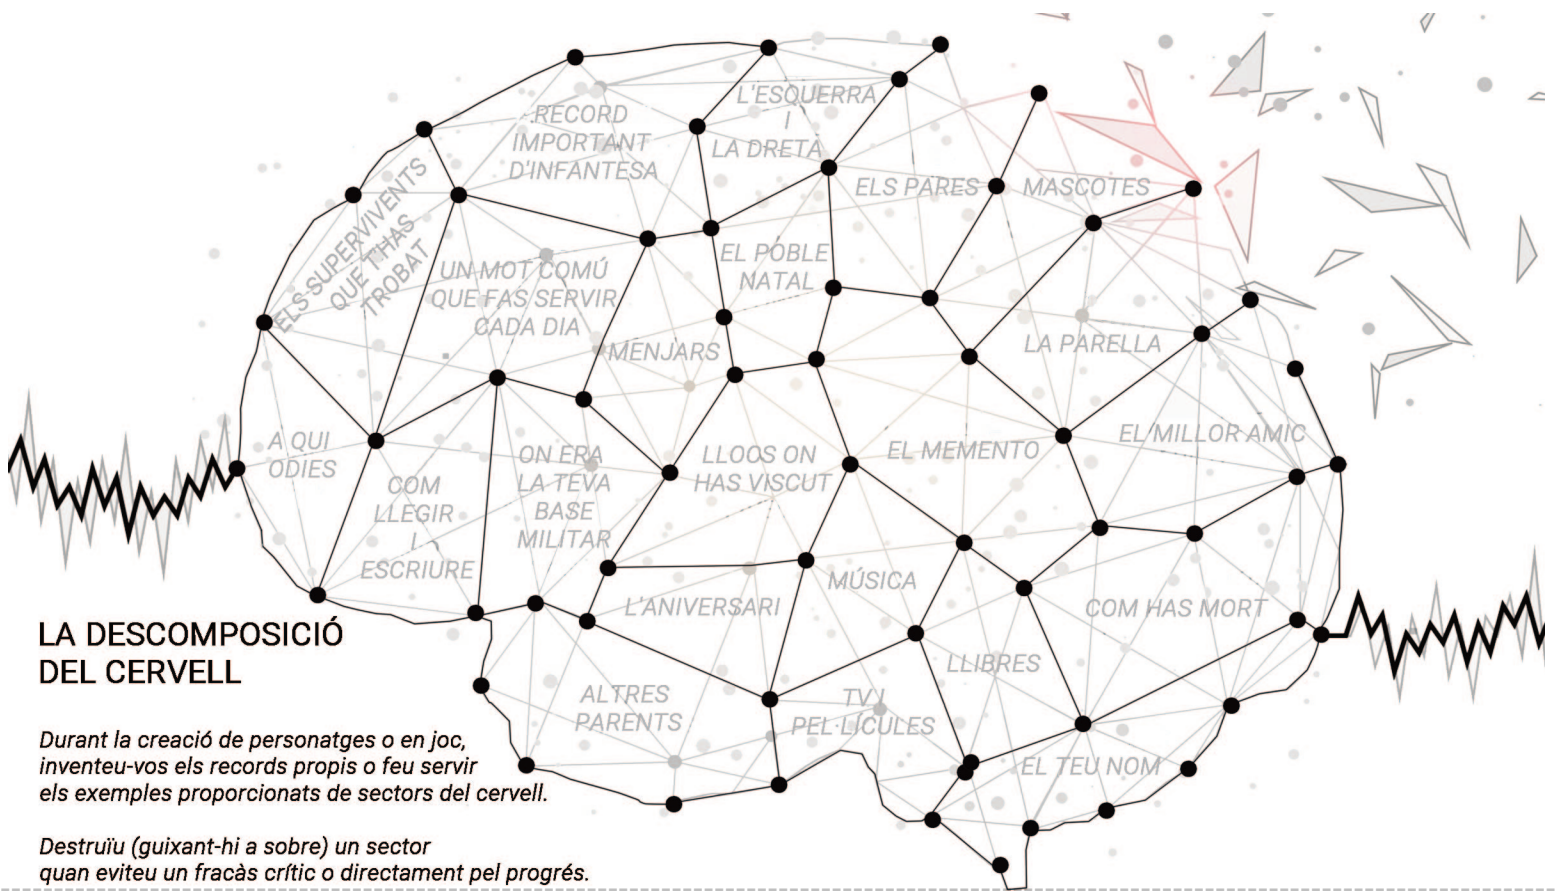 L'ESQUERRA
I
LA DRETA
RECORD
IMPORTANT
D'INFANTESA
ELS PARES
MASCOTES
ELS SUPERVIVENTS
QUE T'HAS
TROBAT
UN MOT COMÚ
QUE FAS SERVIR
CADA DIA
EL POBLE
NATAL
MENJARS
LA PARELLA
A QUI
ODIES
COM
LLEGIR
I
ESCRIURE
ON ERA
LA TEVA
BASE
MILITAR
LLOCS ON
HAS VISCUT
EL MEMENTO
EL MILLOR AMIC
L'ANIVERSARI
MÚSICA
COM HAS MORT
LLIBRES
ALTRES
PARENTS
TV I
PEL·LÍCULES
EL TEU NOM
LA DESCOMPOSICIÓ
DEL CERVELL
Durant la creació de personatges o en joc,
inventeu-vos els records propis o feu servir
els exemples proporcionats de sectors del cervell.
Destruïu (guixant-hi a sobre) un sector
quan eviteu un fracàs crític o directament pel progrés.